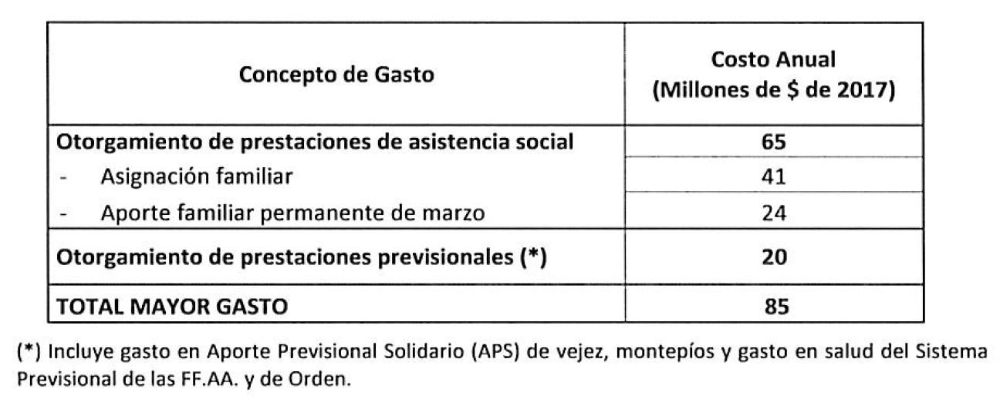 Concepto de Gasto
Costo Anual
(Millones de $ de 2017)
Otorgamiento de prestaciones de asistencia social 65
- Asignación familiar 41
- Aporte familiar permanente de marzo 24
Otorgamiento de prestaciones previsionales (*) 20
TOTAL MAYOR GASTO 85
(*) Incluye gasto en Aporte Previsional Solidario (APS) de vejez, montepíos y gasto en salud del Sistema
Previsional de las FF.AA. y de Orden.